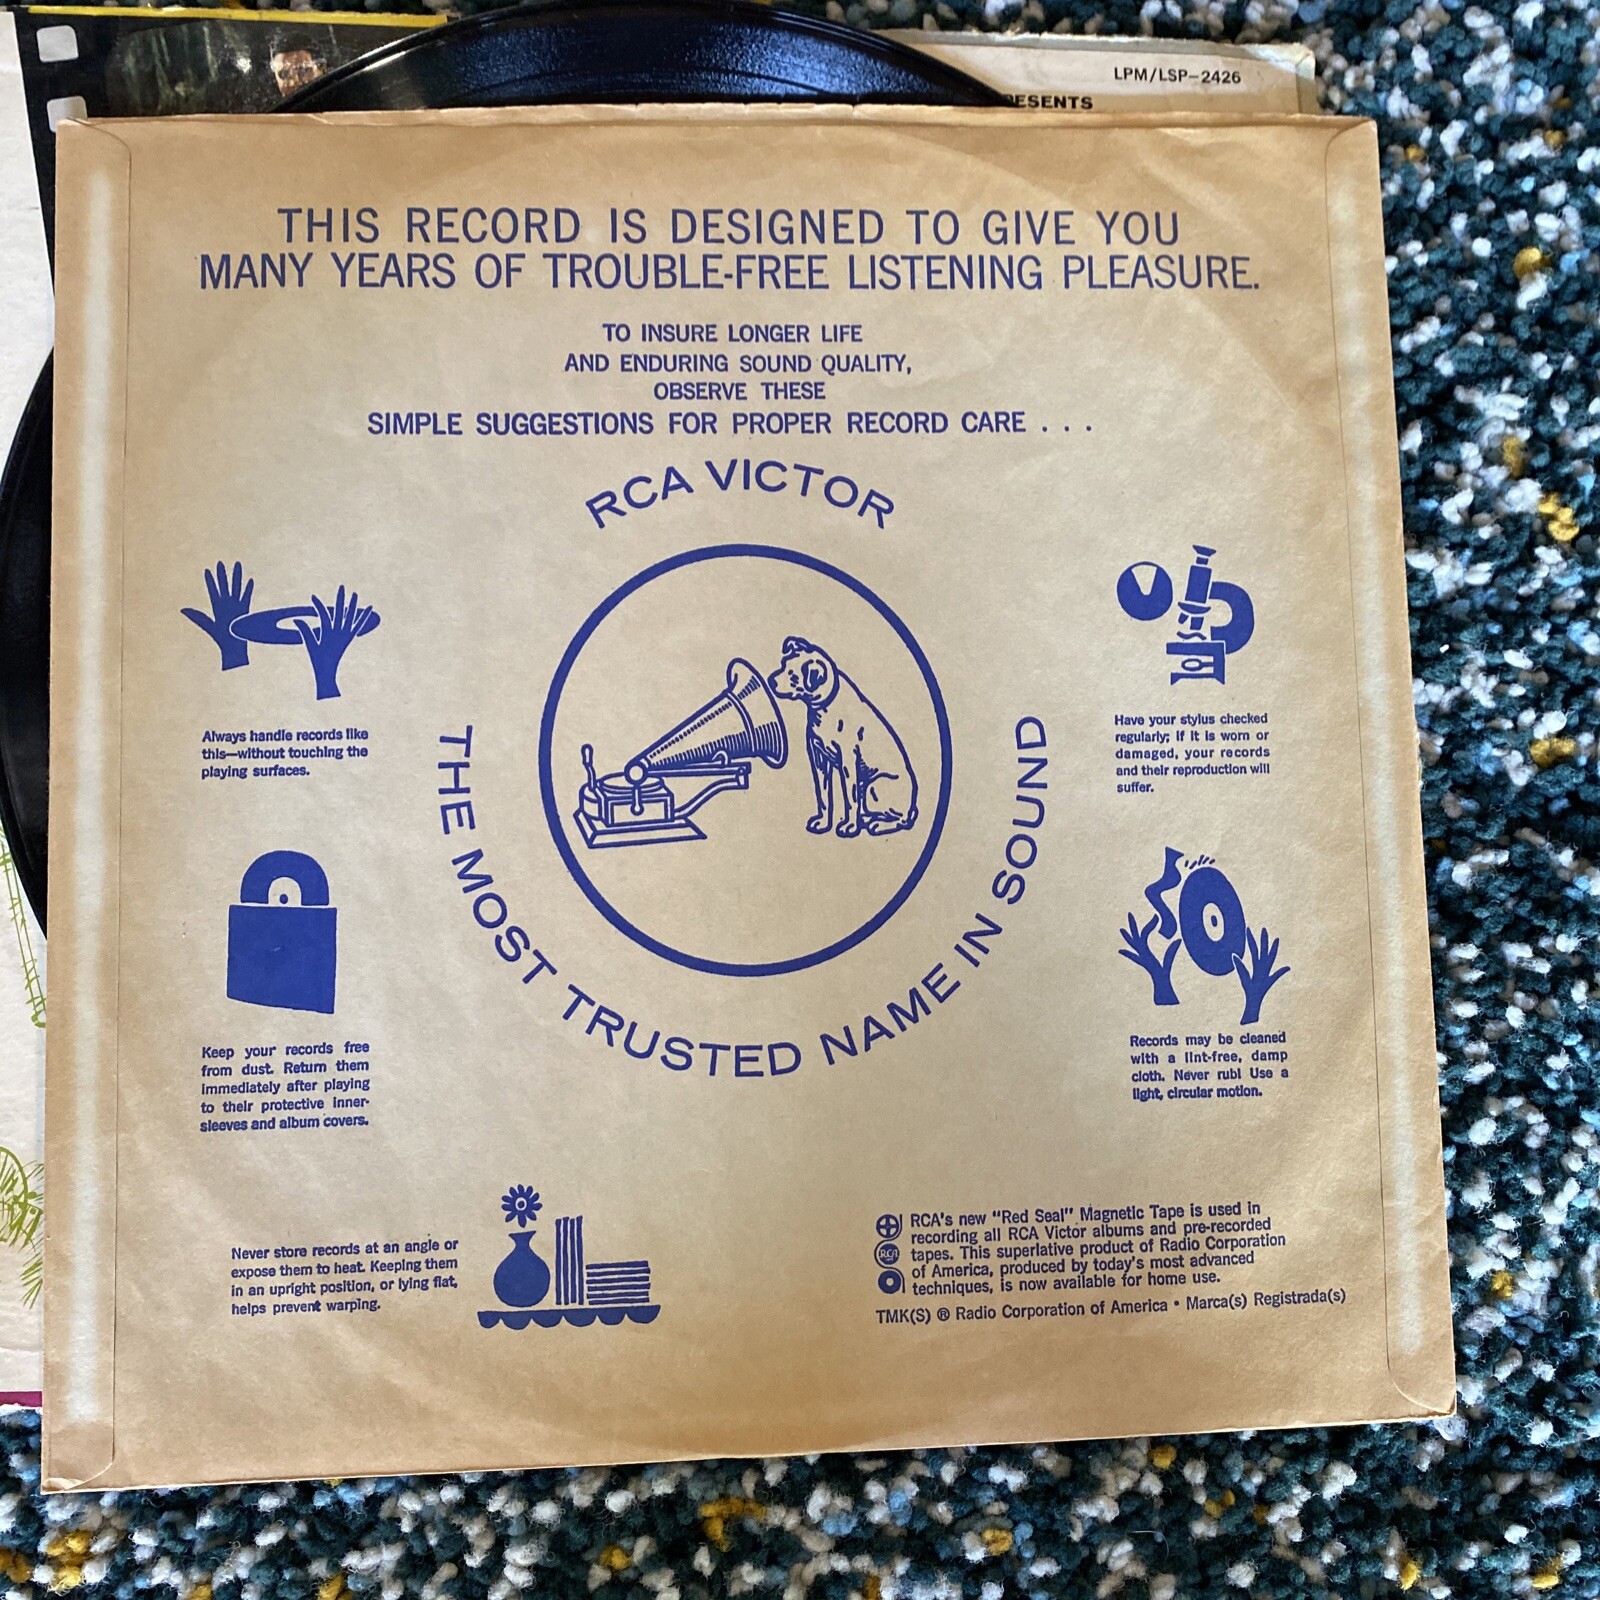 LPM/LSP-2426
ESENTS
THIS RECORD IS DESIGNED TO GIVE YOU
MANY YEARS OF TROUBLE-FREE LISTENING PLEASURE.
TO INSURE LONGER LIFE
AND ENDURING SOUND QUALITY,
OBSERVE THESE
SIMPLE SUGGESTIONS FOR PROPER RECORD CARE . . .
RCA VICTOR
THE MOST TRUSTED NAME IN SOUND
Always handle records like
this—without touching the
playing surfaces.
Have your stylus checked
regularly; if it is worn or
damaged, your records
and their reproduction will
suffer.
Keep your records free
from dust. Return them
immediately after playing
to their protective inner-
sleeves and album covers.
Records may be cleaned
with a lint-free, damp
cloth. Never rub! Use a
light, circular motion.
Never store records at an angle or
expose them to heat. Keeping them
in an upright position, or lying flat,
helps prevent warping.
RCA
RCA's new "Red Seal" Magnetic Tape is used in
recording all RCA Victor albums and pre-recorded
tapes. This superlative product of Radio Corporation
of America, produced by today's most advanced
techniques, is now available for home use.
TMK(S) ® Radio Corporation of America • Marca(s) Registrada(s)